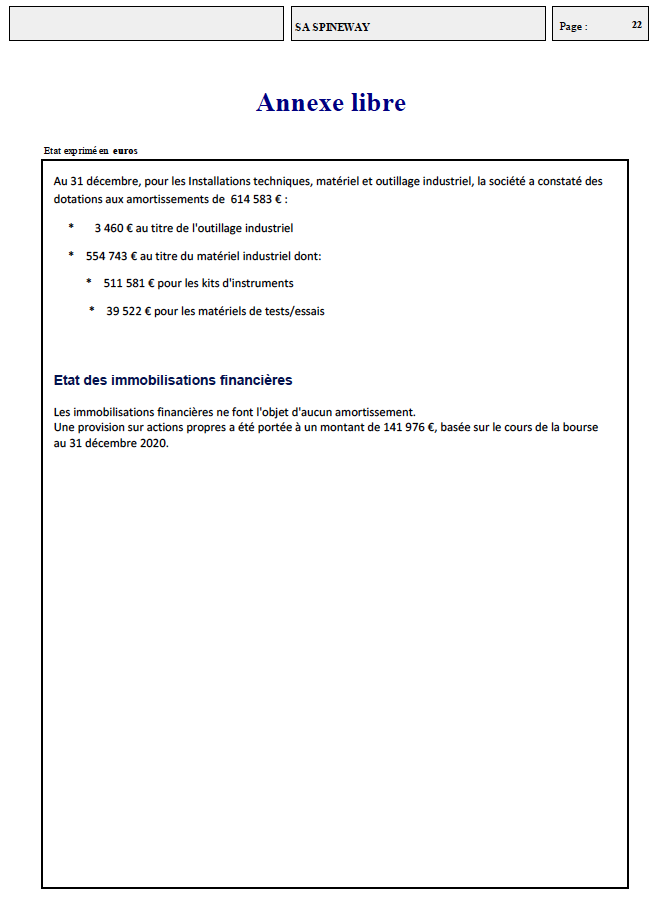 SA SPINEWAY
Page : 22
Annexe libre
Etat exprimé en euros
Au 31 décembre, pour les Installations techniques, matériel et outillage industriel, la société a constaté des
dotations aux amortissements de 614 583 € :
* 3 460 € au titre de l'outillage industriel
* 554 743 € au titre du matériel industriel dont:
* 511 581 € pour les kits d'instruments
* 39 522 € pour les matériels de tests/essais
Etat des immobilisations financières
Les immobilisations financières ne font l'objet d'aucun amortissement.
Une provision sur actions propres a été portée à un montant de 141 976 €, basée sur le cours de la bourse
au 31 décembre 2020.